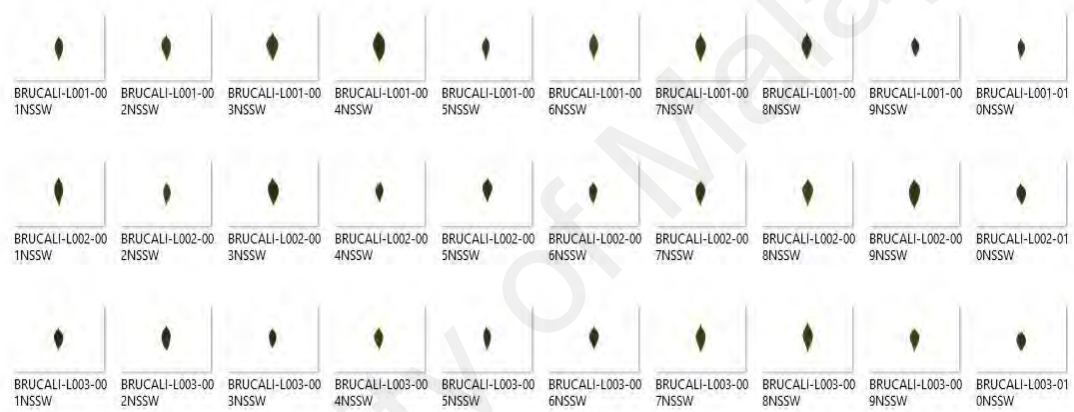 BRUCALI-L001-00 BRUCALI-L001-00 BRUCALI-L001-00 BRUCALI-L001-00 BRUCALI-L001-00 BRUCALI-L001-00 BRUCALI-L001-00 BRUCALI-L001-00 BRUCALI-L001-00 BRUCALI-L001-01
1NSSW 2NSSW 3NSSW 4NSSW 5NSSW 6NSSW 7NSSW 8NSSW 9NSSW 0NSSW
BRUCALI-L002-00 BRUCALI-L002-00 BRUCALI-L002-00 BRUCALI-L002-00 BRUCALI-L002-00 BRUCALI-L002-00 BRUCALI-L002-00 BRUCALI-L002-00 BRUCALI-L002-00 BRUCALI-L002-01
1NSSW 2NSSW 3NSSW 4NSSW 5NSSW 6NSSW 7NSSW 8NSSW 9NSSW 0NSSW
BRUCALI-L003-00 BRUCALI-L003-00 BRUCALI-L003-00 BRUCALI-L003-00 BRUCALI-L003-00 BRUCALI-L003-00 BRUCALI-L003-00 BRUCALI-L003-00 BRUCALI-L003-00 BRUCALI-L003-01
1NSSW 2NSSW 3NSSW 4NSSW 5NSSW 6NSSW 7NSSW 8NSSW 9NSSW 0NSSW
of